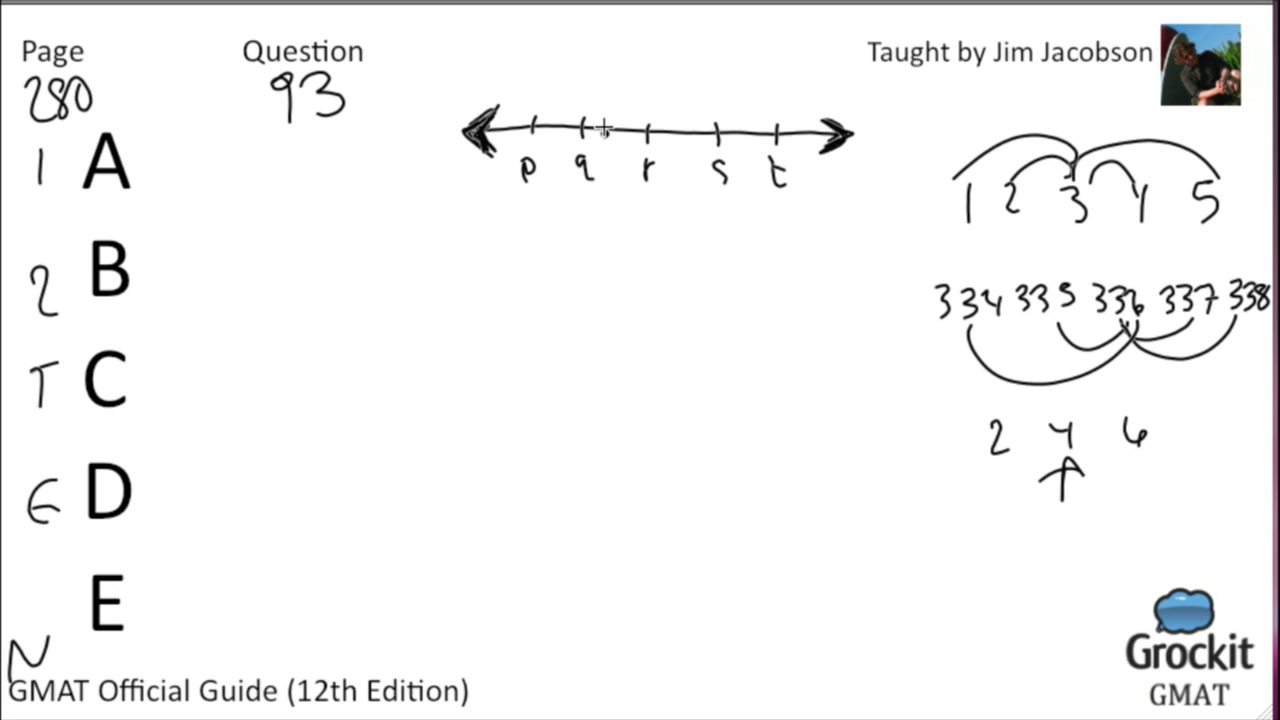 Page Question Taught by Jim Jacobson
280 93
p q r s t
1 2 3 4 5
334 335 336 337 338
2 4 6
1 A
2 B
T C
E D
E
N
GMAT Official Guide (12th Edition)
Grockit
GMAT